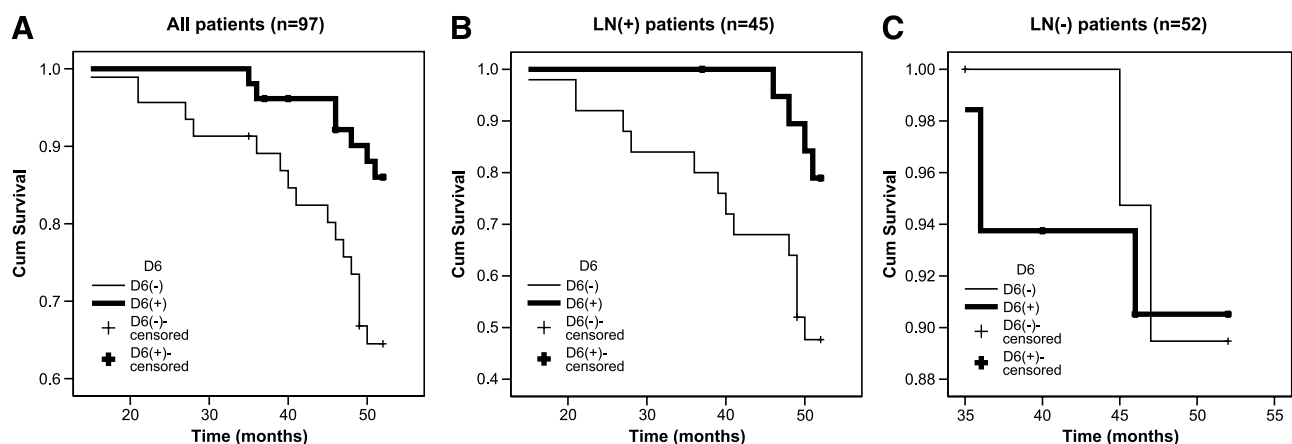 A
All patients (n=97)
1.0
0.9
0.8
0.7
0.6
Cum Survival
D6
D6(-)
D6(+)
D6(-)-
censored
D6(+)-
censored
20
30
40
50
Time (months)
B
LN(+) patients (n=45)
1.0
0.9
0.8
0.7
0.6
0.5
0.4
Cum Survival
D6
D6(-)
D6(+)
D6(-)-
censored
D6(+)-
censored
20
30
40
50
Time (months)
C
LN(-) patients (n=52)
1.00
0.98
0.96
0.94
0.92
0.90
0.88
Cum Survival
D6
D6(-)
D6(+)
D6(-)-
censored
D6(+)-
censored
35
40
45
50
55
Time (months)